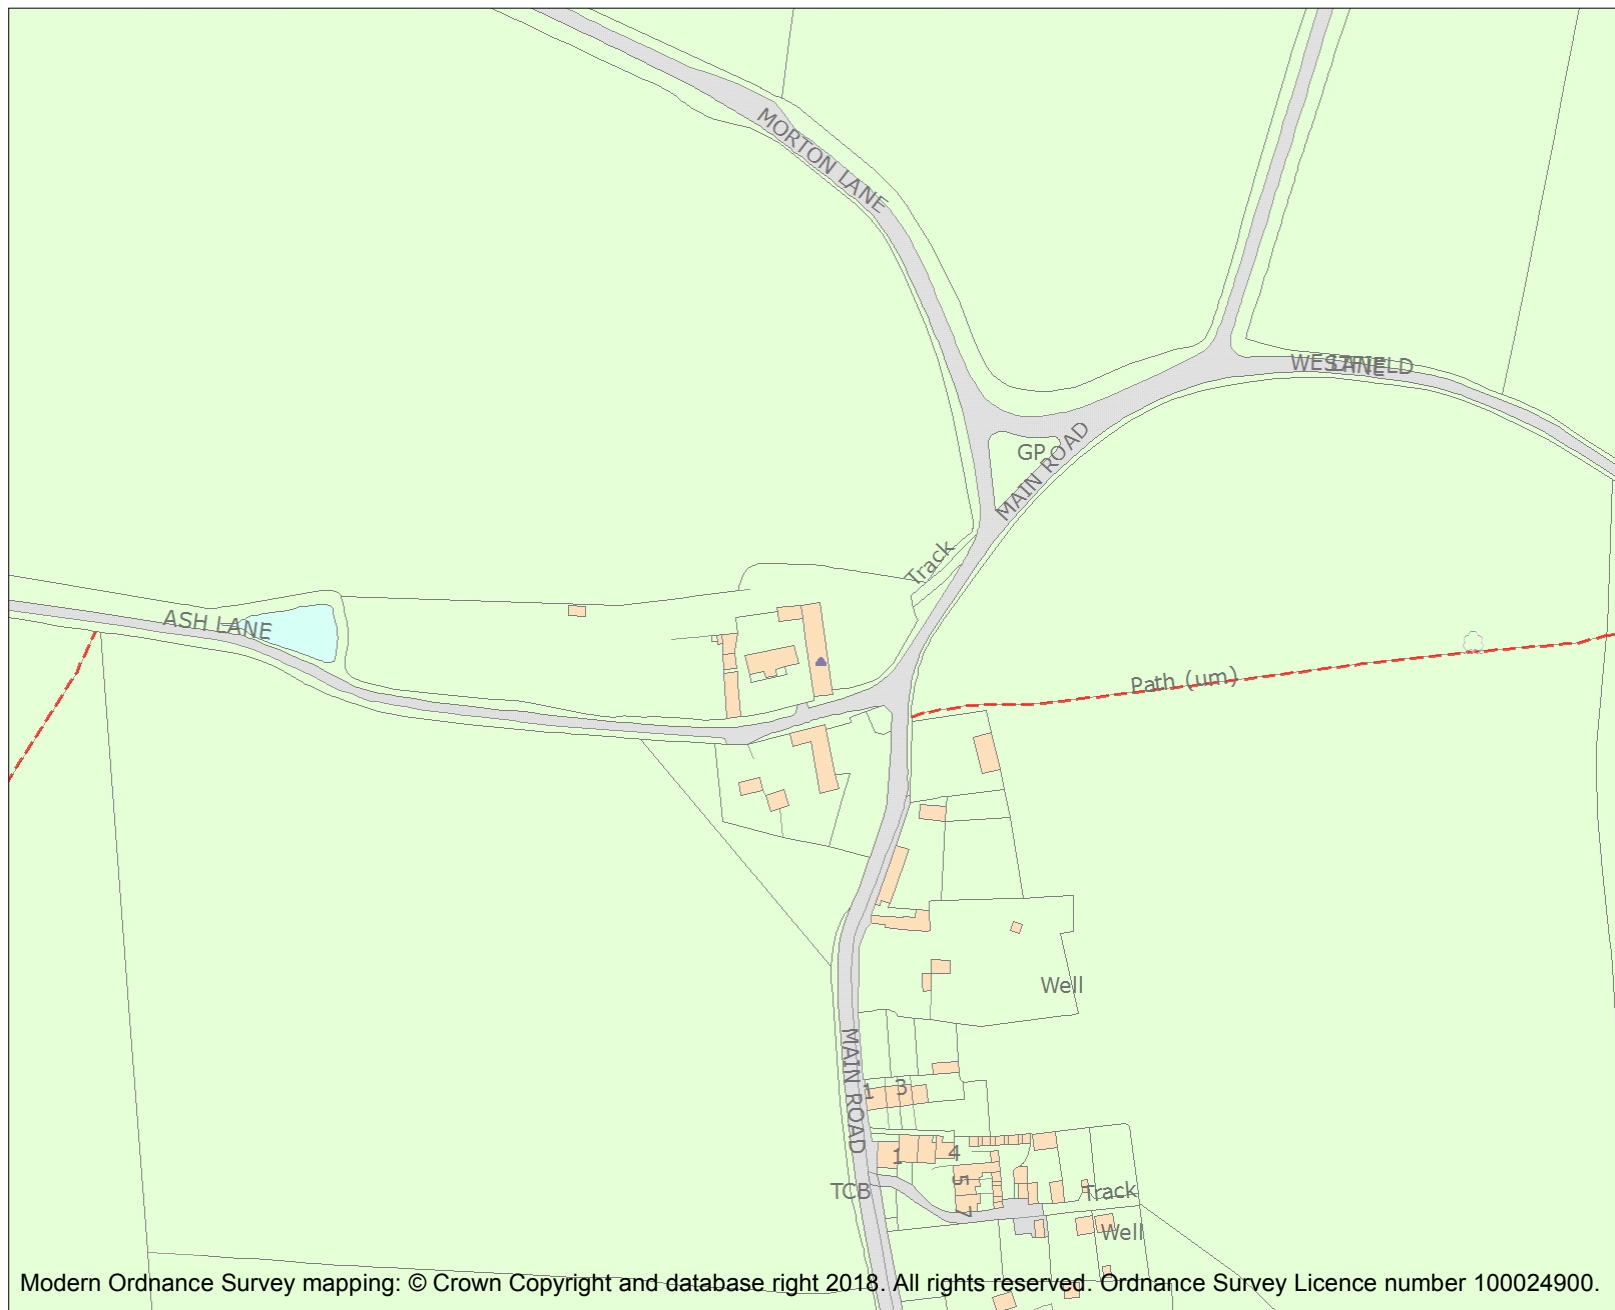 MORTON LANE
WESTFIELD
LANE
GP
MAIN ROAD
Track
ASH LANE
Path (um)
Well
MAIN ROAD
1
3
1
4
5
7
TCB
Track
Well
Modern Ordnance Survey mapping: © Crown Copyright and database right 2018. All rights reserved. Ordnance Survey Licence number 100024900.